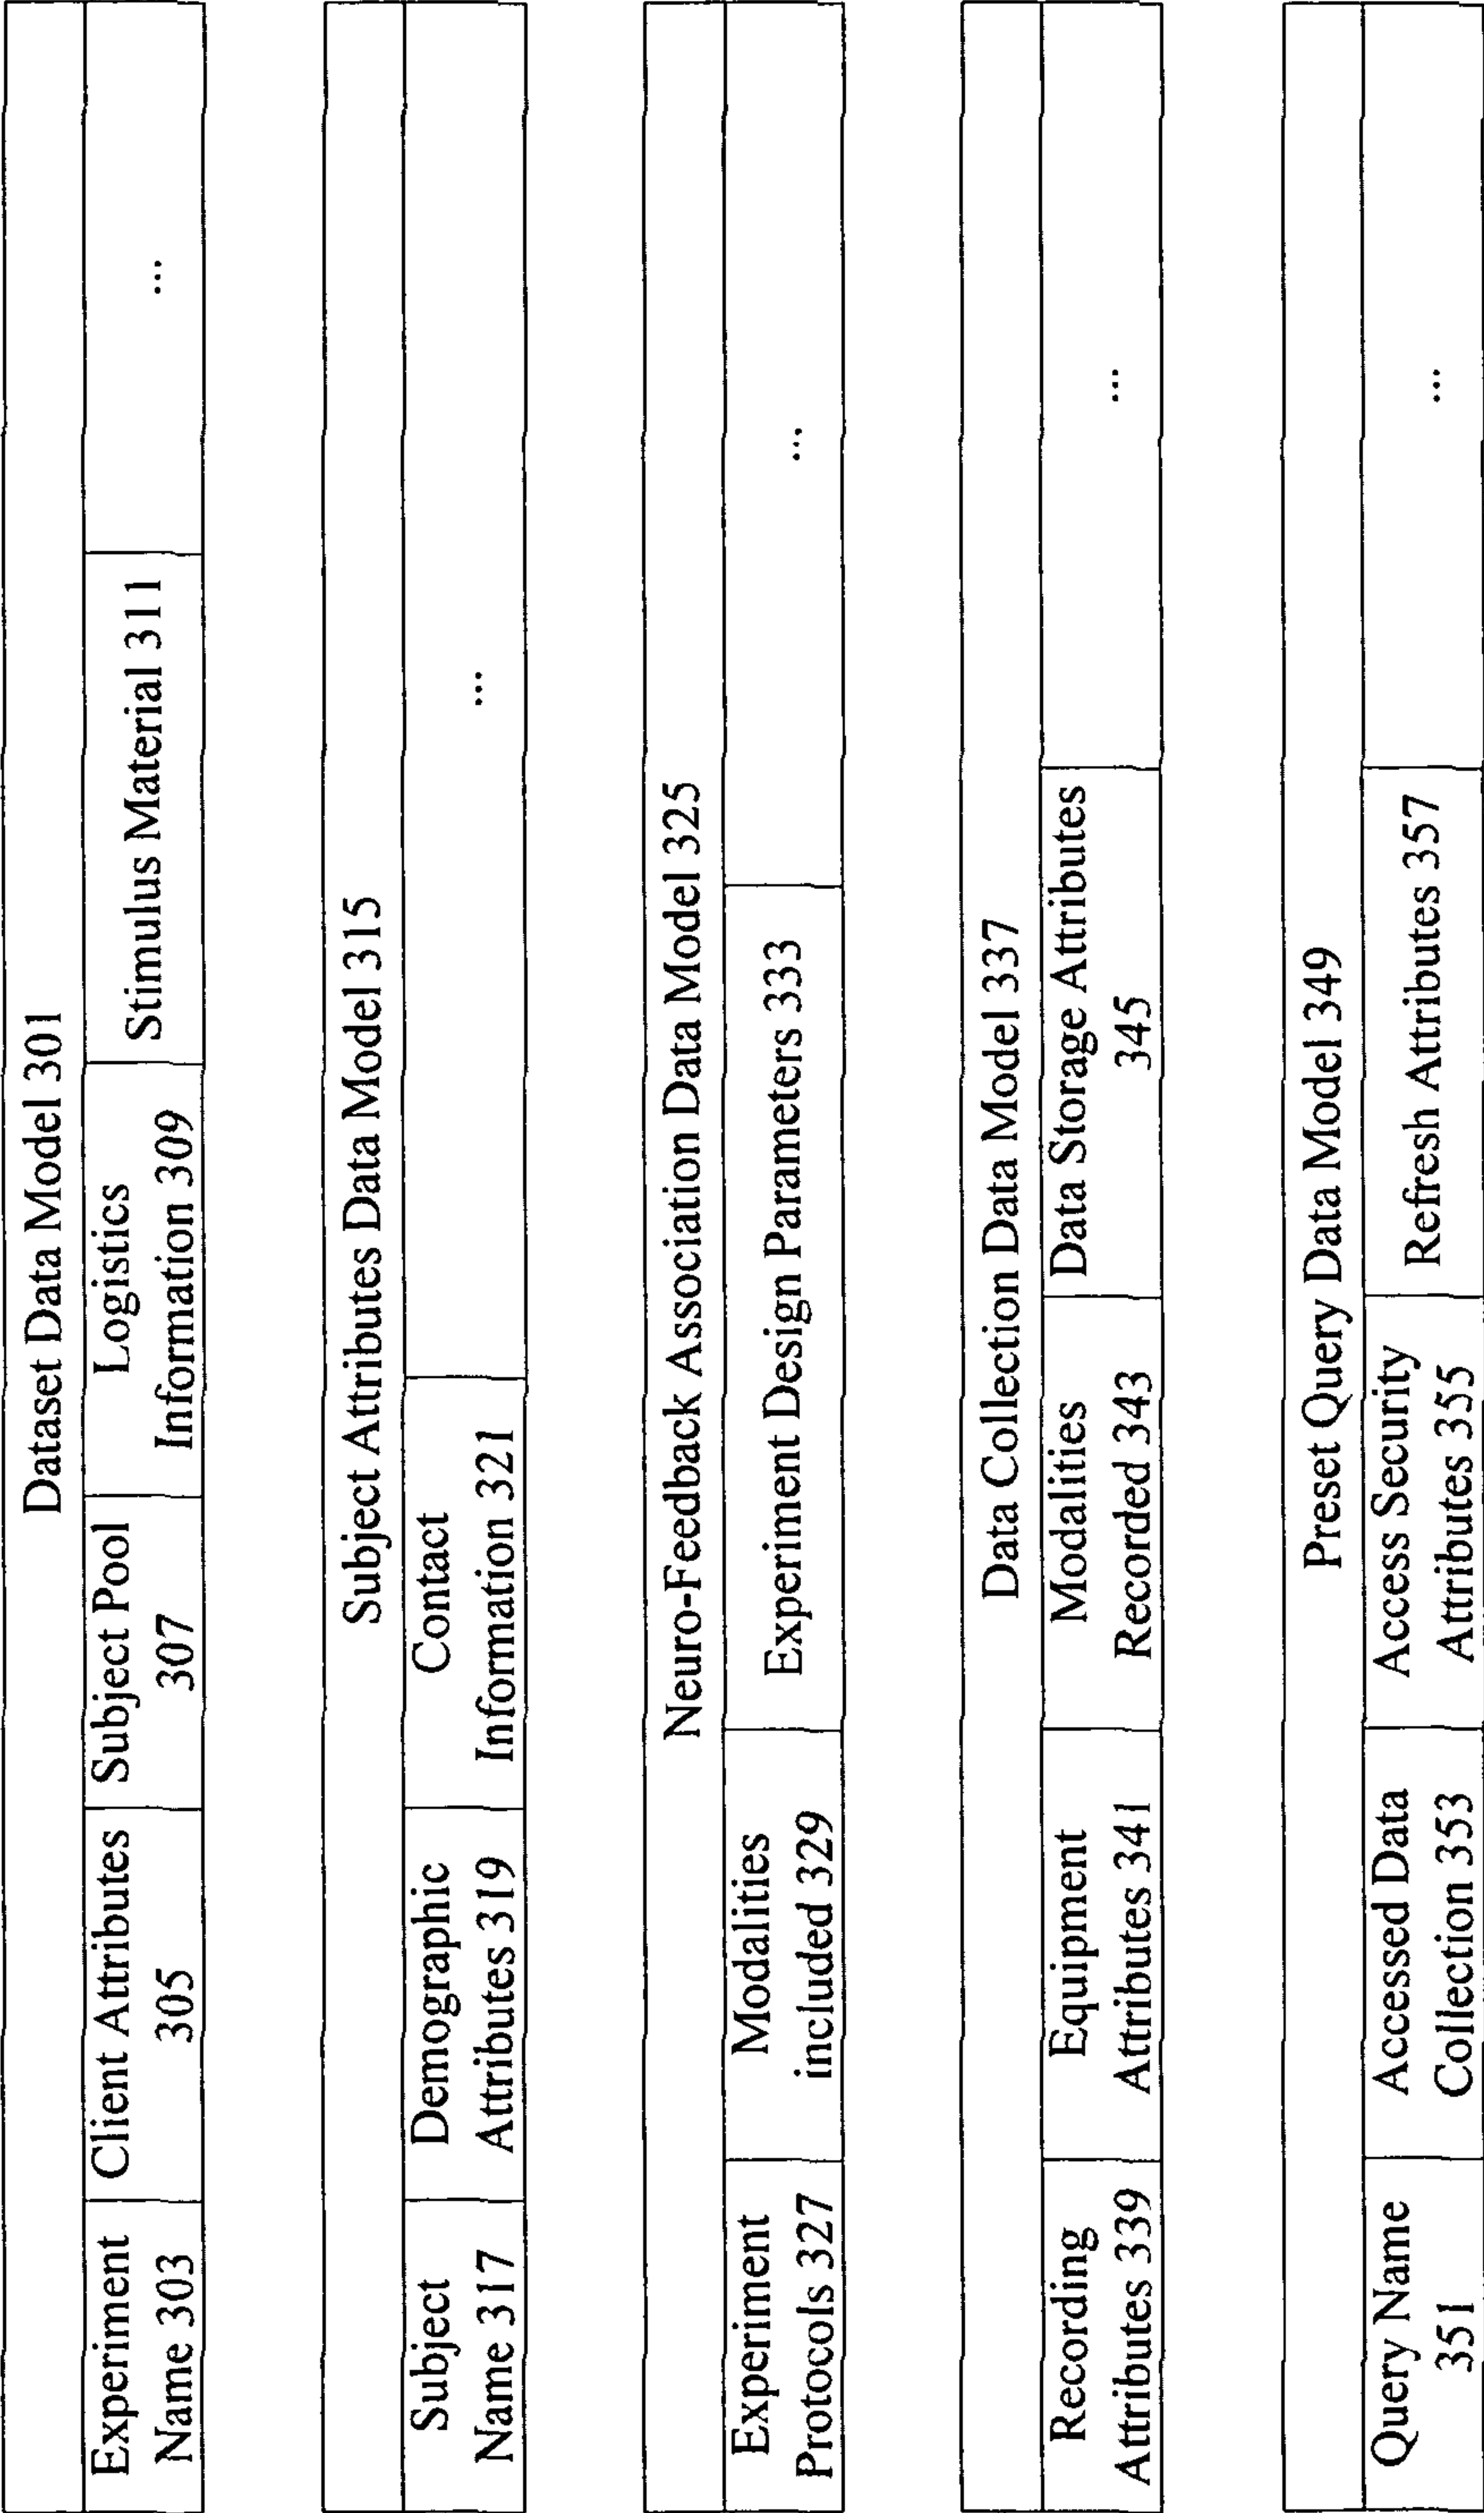 Dataset Data Model 301
Experiment
Name 303
Client Attributes
305
Subject Pool
307
Logistics
Information 309
Stimulus Material 311
...
Subject Attributes Data Model 315
Subject
Name 317
Demographic
Attributes 319
Contact
Information 321
...
Neuro-Feedback Association Data Model 325
Experiment
Protocols 327
Modalities
included 329
Experiment Design Parameters 333
...
Data Collection Data Model 337
Recording
Attributes 339
Equipment
Attributes 341
Modalities
Recorded 343
Data Storage Attributes
345
...
Preset Query Data Model 349
Query Name
351
Accessed Data
Collection 353
Access Security
Attributes 355
Refresh Attributes 357
...